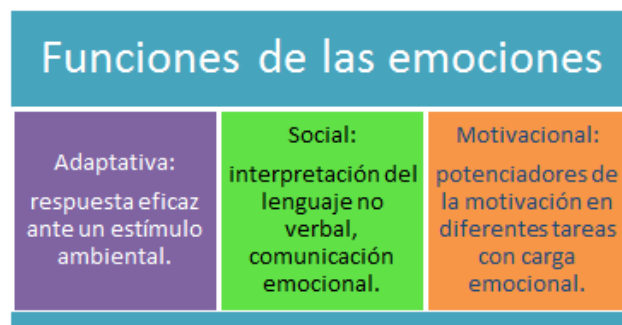 Funciones de las emociones
Adaptativa:
respuesta eficaz
ante un estímulo
ambiental.
Social:
interpretación del
lenguaje no
verbal,
comunicación
emocional.
Motivacional:
potenciadores de
la motivación en
diferentes tareas
con carga
emocional.